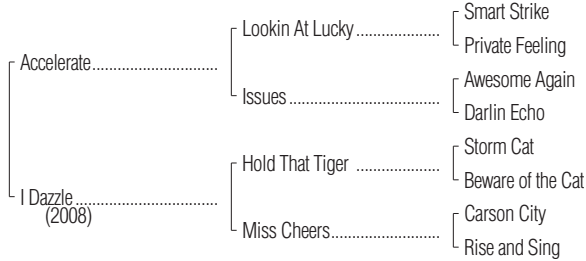 Smart Strike
Lookin At Lucky
Private Feeling
Accelerate
Awesome Again
Issues
Darlin Echo
Storm Cat
Hold That Tiger
Beware of the Cat
I Dazzle
(2008)
Carson City
Miss Cheers
Rise and Sing